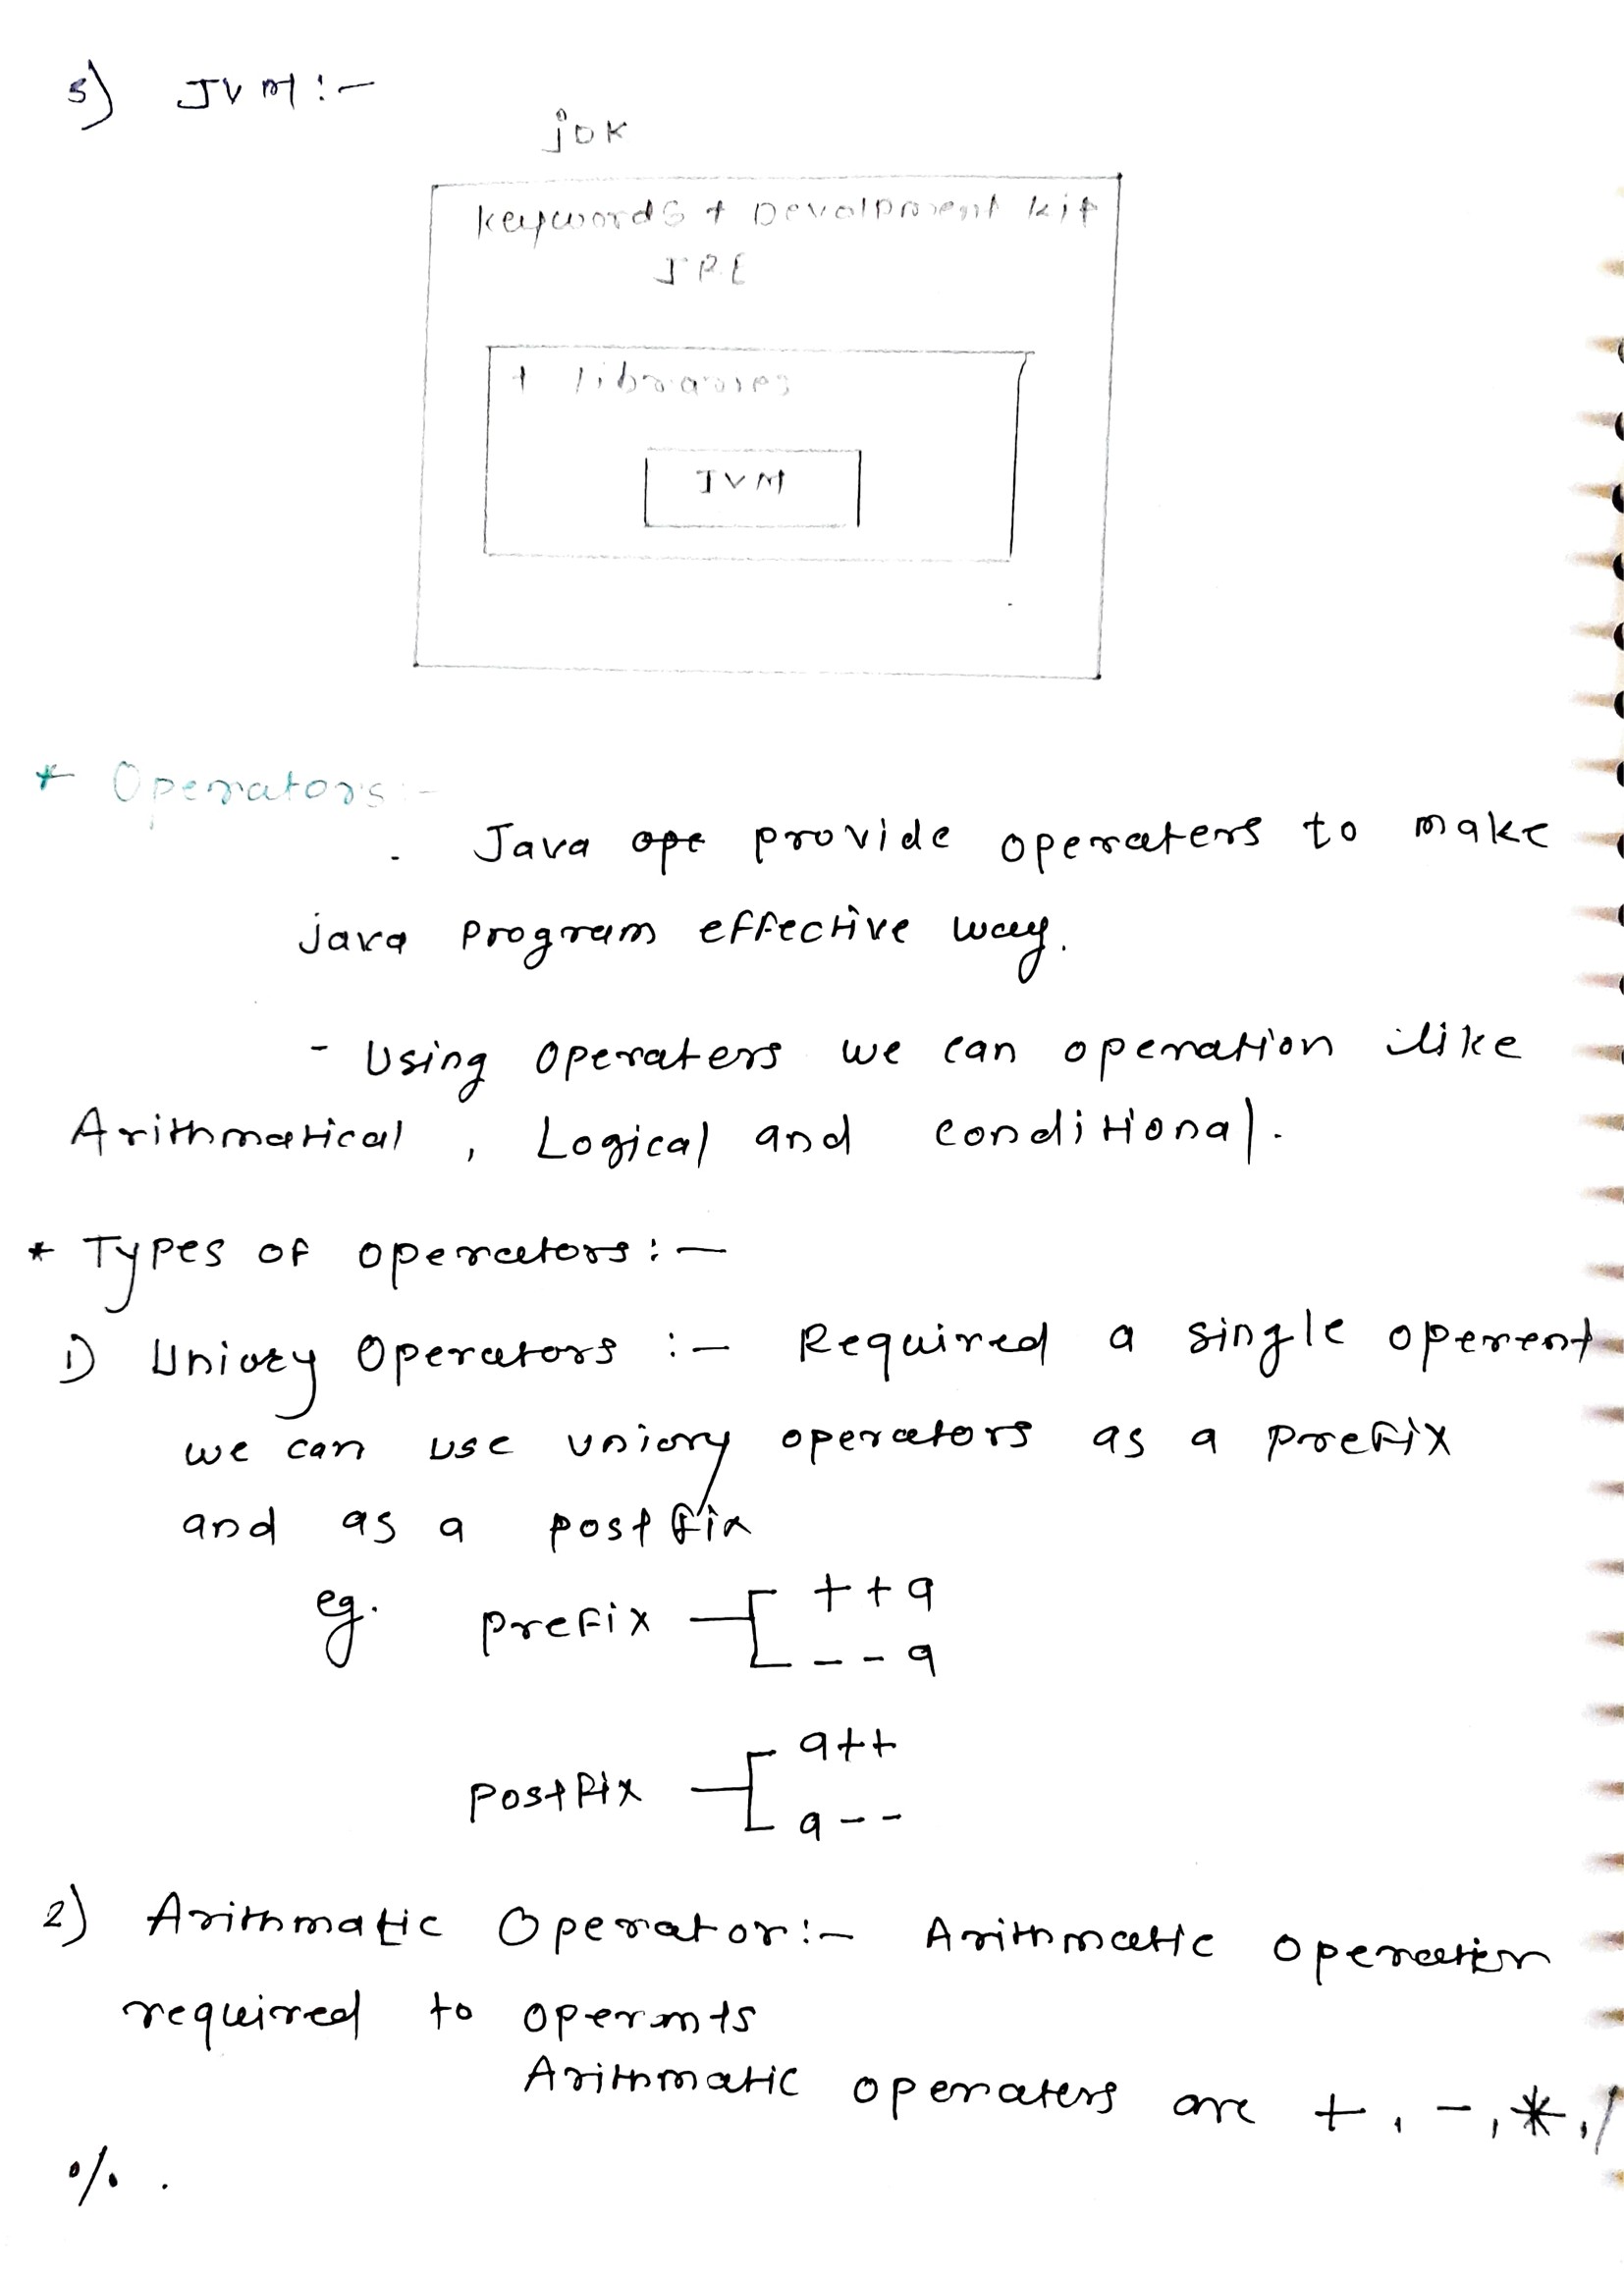 5) JVM:-
jDK
keywords + Devalpment kit
JRE
+ libraries
JVM
* Operators:-
. Java ope provide operaters to make
java program effective way.
- Using operaters we can operation like
Arithmatical , Logical and conditional.
* Types of operators:-
1) Uniory Operators :- Required a single operent
we can use uniory operators as a prefix
and as a postfix
eg. prefix ++a
--a
a++
postfix
a--
2) Arithmatic Operator:- Arithmatic operation
required to opernts
Arithmatic operaters are +, -, *, /
% .